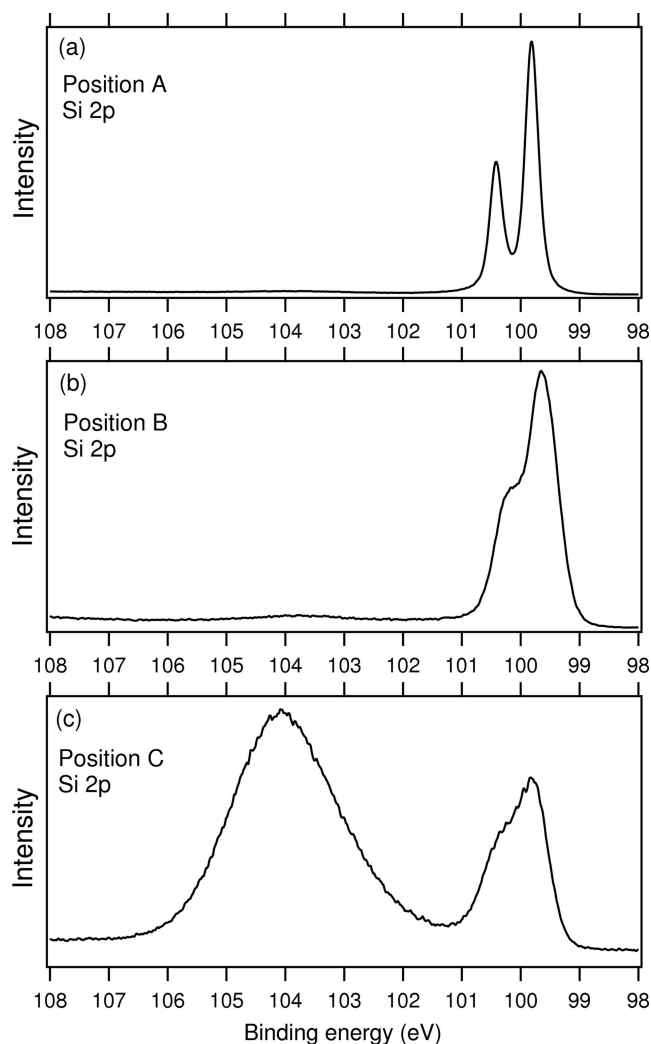 (a)
Position A
Si 2p
Intensity
108 107 106 105 104 103 102 101 100 99 98
(b)
Position B
Si 2p
Intensity
108 107 106 105 104 103 102 101 100 99 98
(c)
Position C
Si 2p
Intensity
108 107 106 105 104 103 102 101 100 99 98
Binding energy (eV)